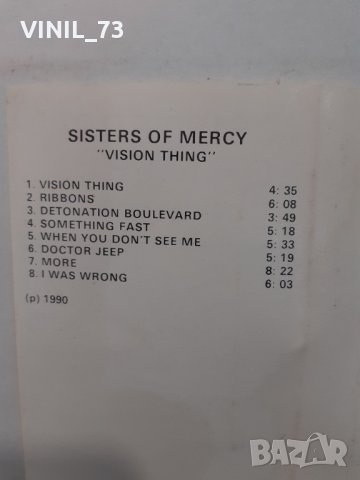 VINIL_73
SISTERS OF MERCY
"VISION THING"
1. VISION THING 4: 35
2. RIBBONS 6: 08
3. DETONATION BOULEVARD 3: 49
4. SOMETHING FAST 5: 18
5. WHEN YOU DON'T SEE ME 5: 33
6. DOCTOR JEEP 5: 19
7. MORE 8: 22
8. I WAS WRONG 6: 03
(p) 1990
BAZAR